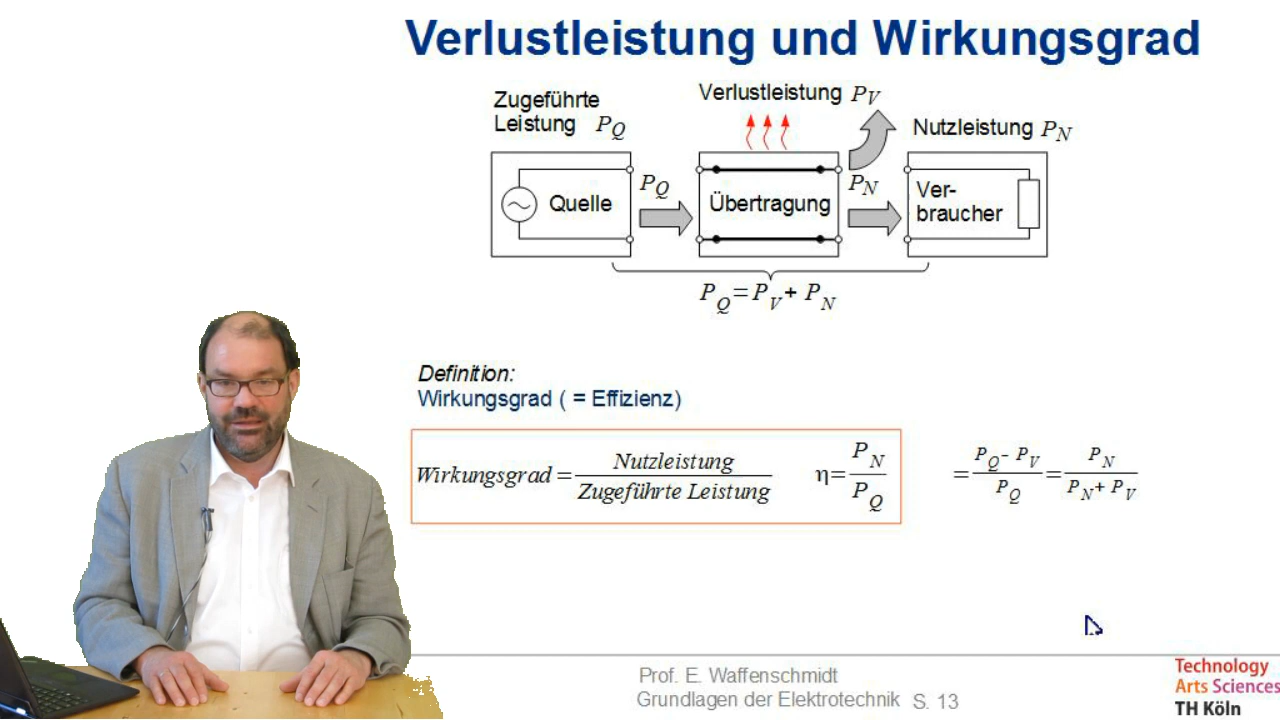 Verlustleistung und Wirkungsgrad
Zugeführte
Leistung P_Q
Verlustleistung P_V
Nutzleistung P_N
Quelle
P_Q
Übertragung
P_N
Ver-
braucher
P_Q=P_V+ P_N
Definition:
Wirkungsgrad ( = Effizienz)
Wirkungsgrad = Nutzleistung / Zugeführte Leistung   η= P_N / P_Q   = (P_Q- P_V) / P_Q = P_N / (P_N+ P_V)
Prof. E. Waffenschmidt
Grundlagen der Elektrotechnik S. 13
Technology
Arts Sciences
TH Köln